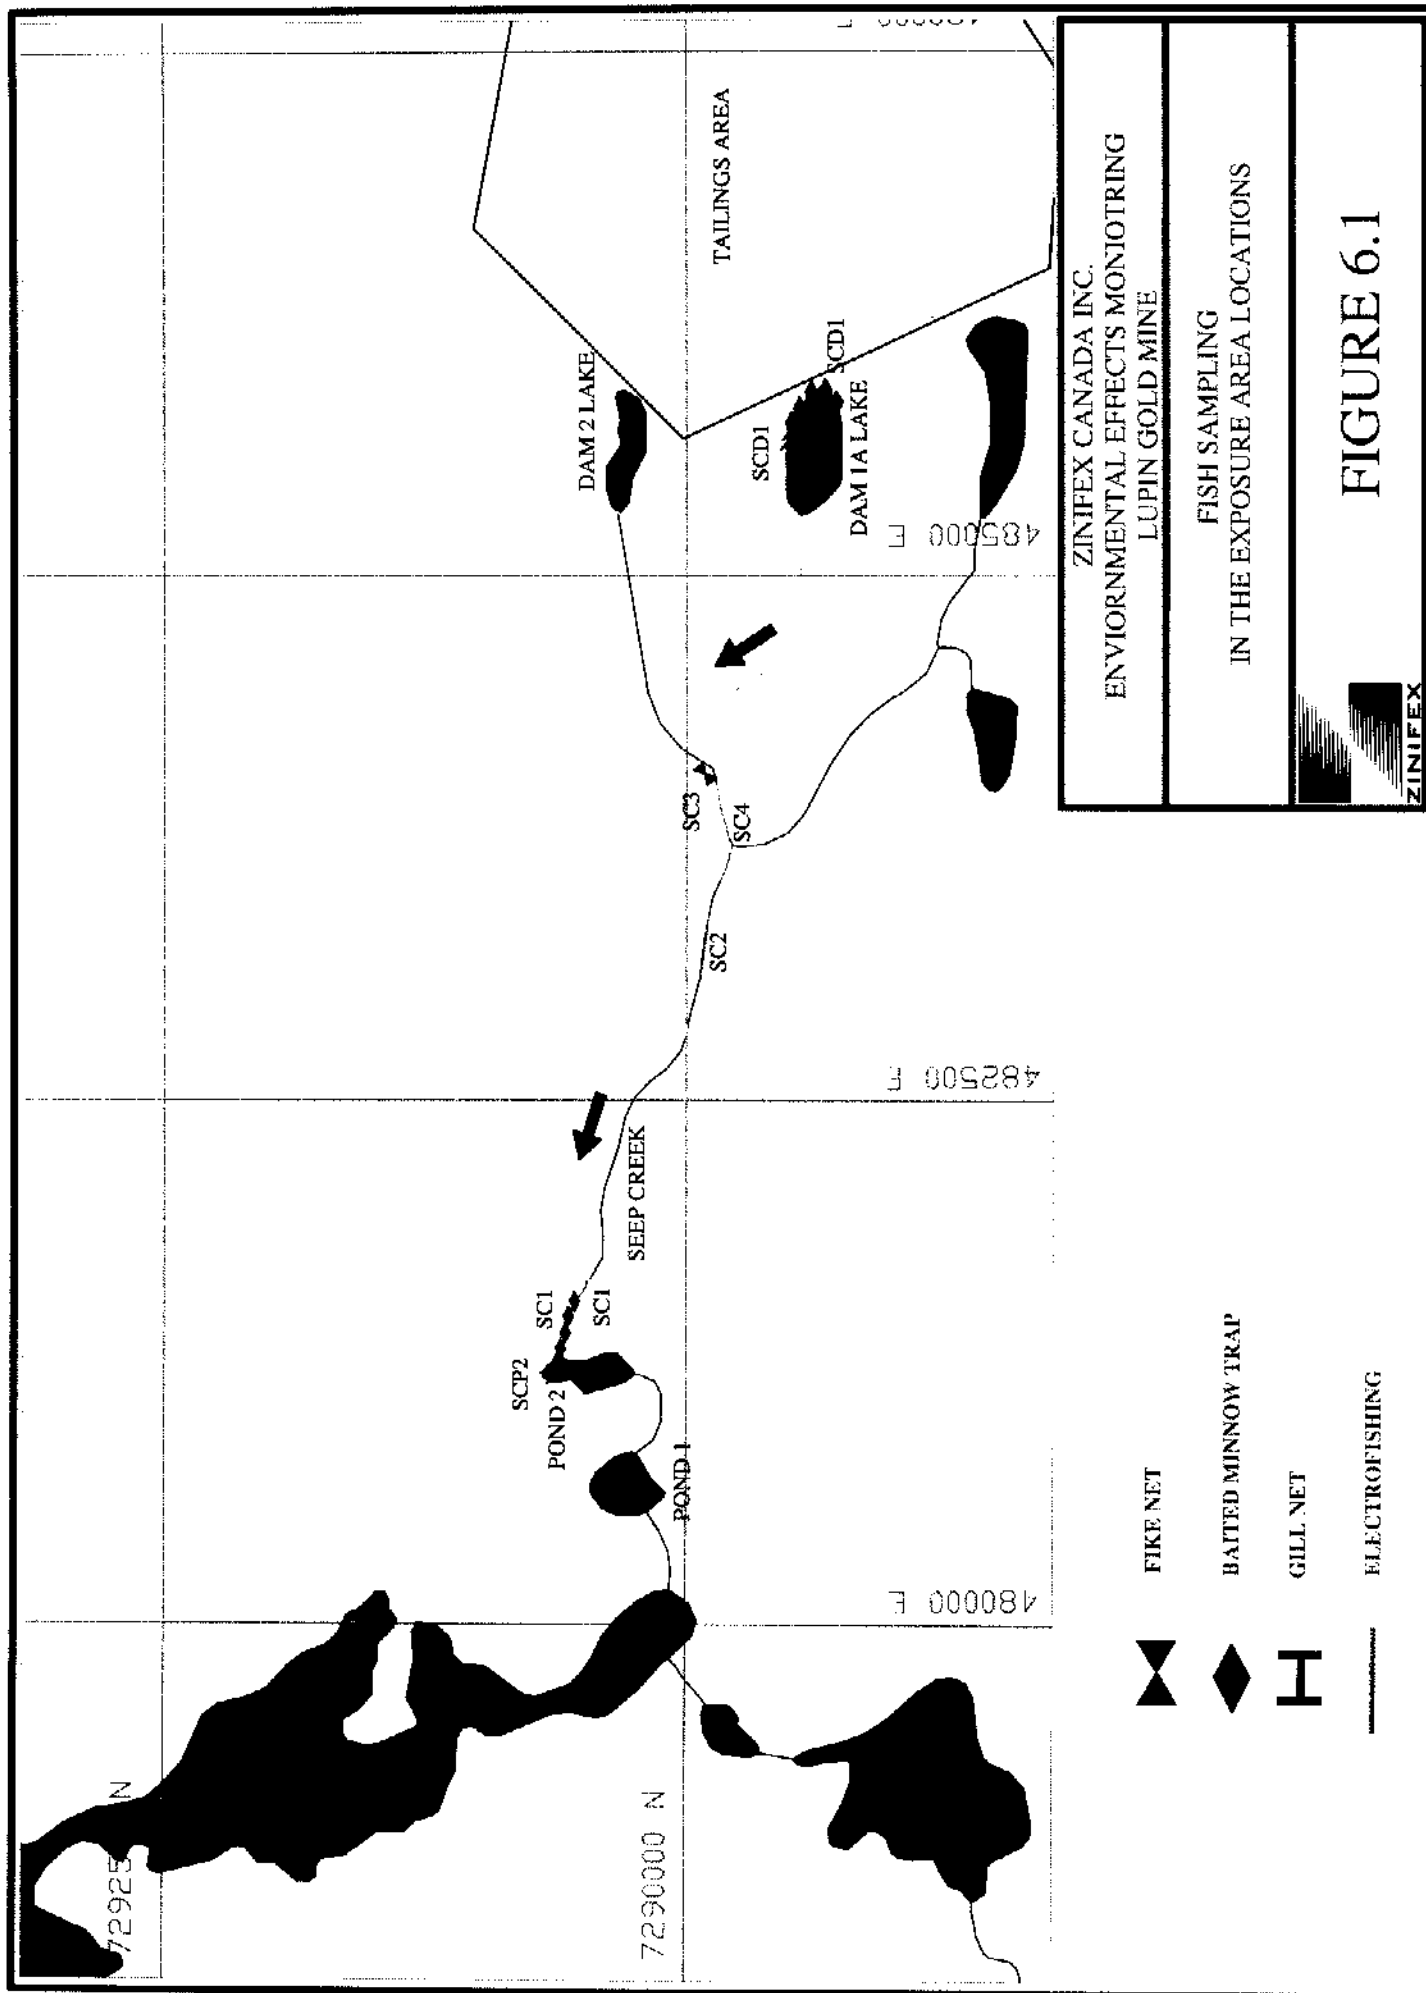 72925 N
7290000 N
480000 E
482500 E
485000 E
TAILINGS AREA
DAM 2 LAKE
SCD1
SCD1
DAM 1A LAKE
SC3
SC4
SC2
SEEP CREEK
SC1
SC1
SCP2
POND 2
POND 1
FIKE NET
BAITED MINNOW TRAP
GILL NET
ELECTROFISHING
ZINIFEX CANADA INC.
ENVIORNMENTAL EFFECTS MONIOTRING
LUPIN GOLD MINE
FISH SAMPLING
IN THE EXPOSURE AREA LOCATIONS
ZINIFEX
FIGURE 6.1